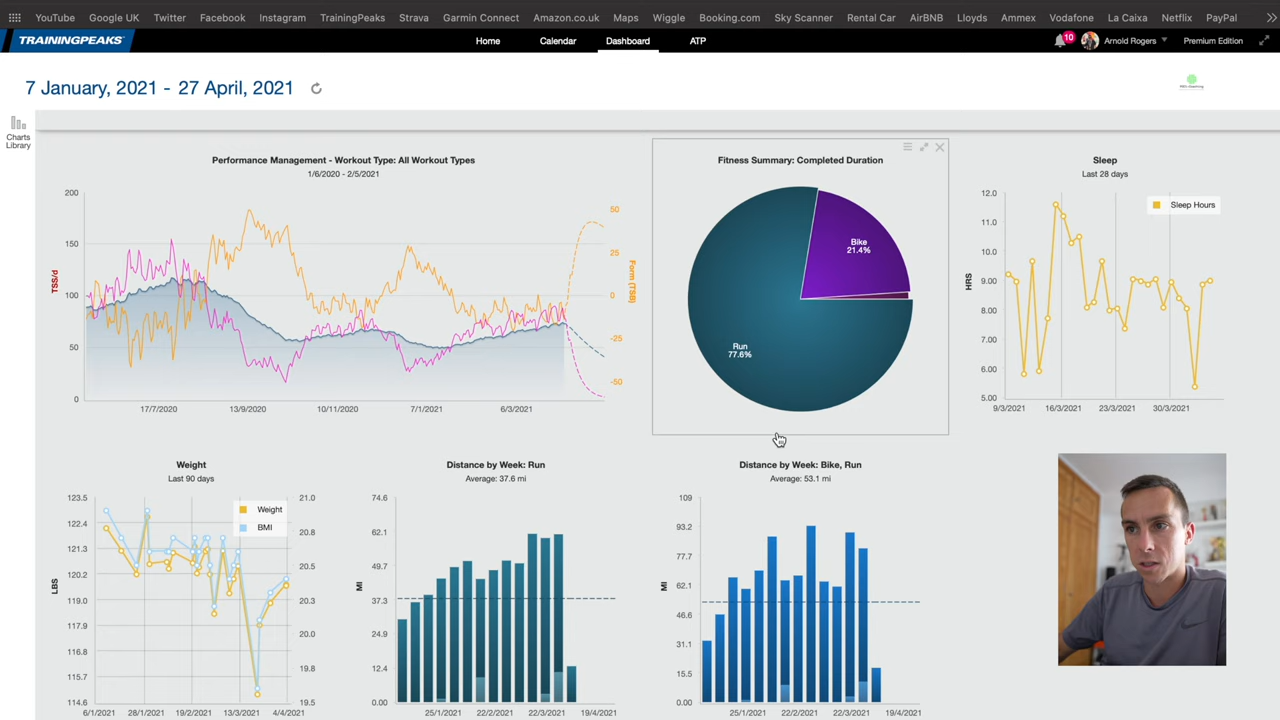 YouTube Google UK Twitter Facebook Instagram TrainingPeaks Strava Garmin Connect Amazon.co.uk Maps Wiggle Booking.com Sky Scanner Rental Car AirBNB Lloyds Ammex Vodafone La Caixa Netflix PayPal
TRAININGPEAKS Home Calendar Dashboard ATP 10 Arnold Rogers Premium Edition
7 January, 2021 - 27 April, 2021
Charts
Library
Performance Management - Workout Type: All Workout Types
1/6/2020 - 2/5/2021
200
150
100
50
0
TSS/d
50
25
0
-25
-50
Form (TSB)
17/7/2020 13/9/2020 10/11/2020 7/1/2021 6/3/2021
Fitness Summary: Completed Duration
Bike
21.4%
Run
77.6%
Sleep
Last 28 days
Sleep Hours
12.0
11.0
10.0
9.00
8.00
7.00
6.00
5.00
HRS
9/3/2021 16/3/2021 23/3/2021 30/3/2021
Weight
Last 90 days
Weight
BMI
123.5
122.4
121.3
120.2
119.0
117.9
116.8
115.7
114.6
LBS
21.0
20.8
20.5
20.3
20.0
19.8
19.5
6/1/2021 28/1/2021 19/2/2021 13/3/2021 4/4/2021
Distance by Week: Run
Average: 37.6 mi
74.6
62.1
49.7
37.3
24.9
12.4
0.00
MI
25/1/2021 22/2/2021 22/3/2021 19/4/2021
Distance by Week: Bike, Run
Average: 53.1 mi
109
93.2
77.7
62.1
46.6
31.1
15.5
0.00
MI
25/1/2021 22/2/2021 22/3/2021 19/4/2021